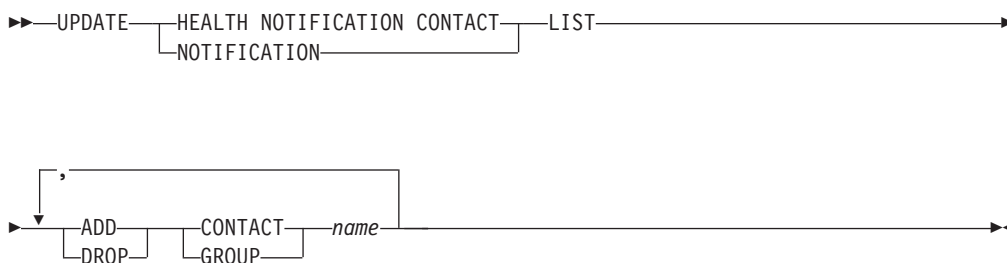 UPDATE HEALTH NOTIFICATION CONTACT LIST
NOTIFICATION
,
ADD CONTACT name
DROP GROUP